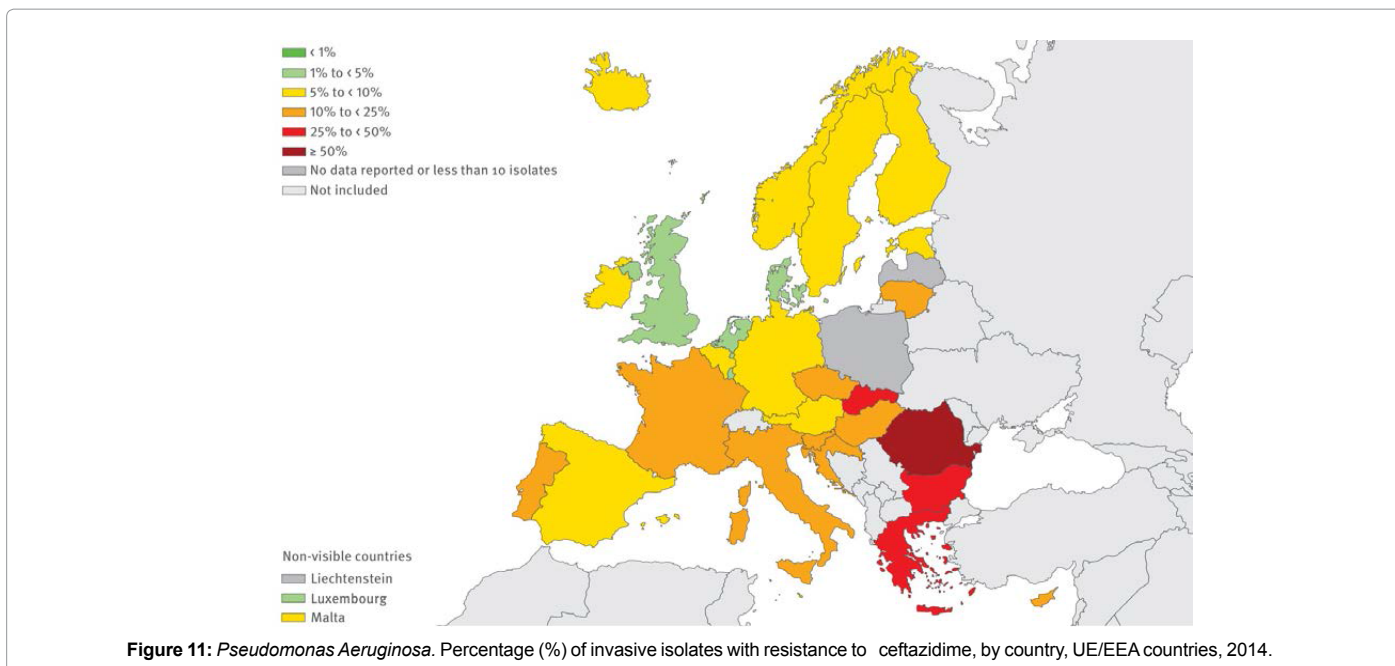 < 1%
1% to < 5%
5% to < 10%
10% to < 25%
25% to < 50%
≥ 50%
No data reported or less than 10 isolates
Not included
Non-visible countries
Liechtenstein
Luxembourg
Malta
Figure 11: Pseudomonas Aeruginosa. Percentage (%) of invasive isolates with resistance to ceftazidime, by country, UE/EEA countries, 2014.